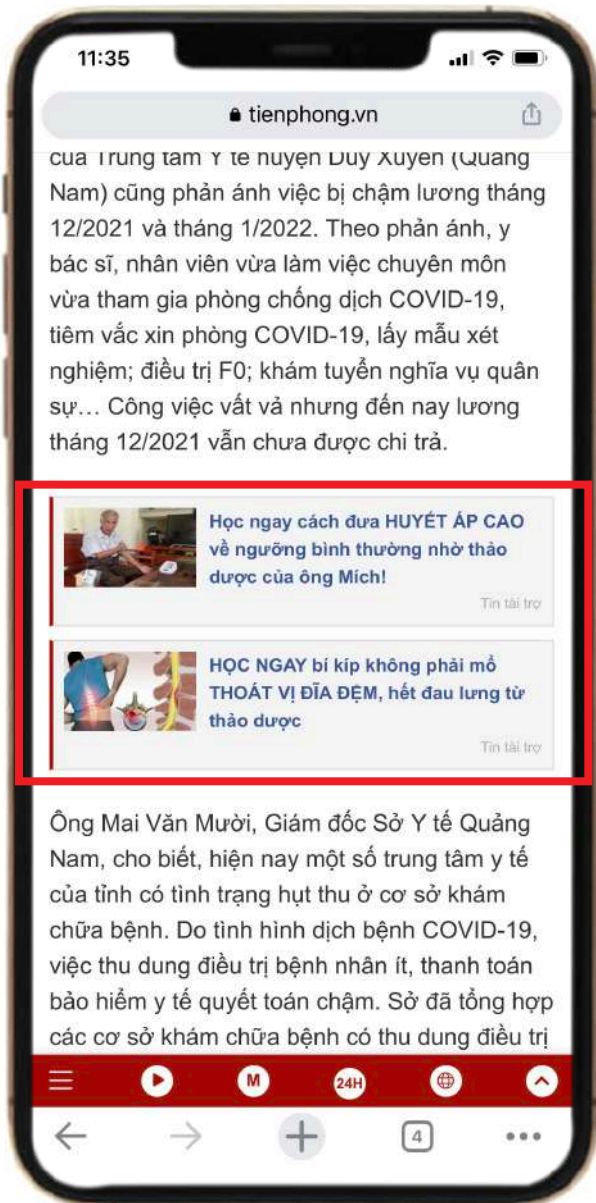 11:35
tienphong.vn
của Trung tâm Y tế huyện Duy Xuyên (Quảng
Nam) cũng phản ánh việc bị chậm lương tháng
12/2021 và tháng 1/2022. Theo phản ánh, y
bác sĩ, nhân viên vừa làm việc chuyên môn
vừa tham gia phòng chống dịch COVID-19,
tiêm vắc xin phòng COVID-19, lấy mẫu xét
nghiệm; điều trị F0; khám tuyển nghĩa vụ quân
sự… Công việc vất vả nhưng đến nay lương
tháng 12/2021 vẫn chưa được chi trả.
Học ngay cách đưa HUYẾT ÁP CAO
về ngưỡng bình thường nhờ thảo
dược của ông Mích!
Tin tài trợ
HỌC NGAY bí kíp không phải mổ
THOÁT VỊ ĐĨA ĐỆM, hết đau lưng từ
thảo dược
Tin tài trợ
Ông Mai Văn Mười, Giám đốc Sở Y tế Quảng
Nam, cho biết, hiện nay một số trung tâm y tế
của tỉnh có tình trạng hụt thu ở cơ sở khám
chữa bệnh. Do tình hình dịch bệnh COVID-19,
việc thu dung điều trị bệnh nhân ít, thanh toán
bảo hiểm y tế quyết toán chậm. Sở đã tổng hợp
các cơ sở khám chữa bệnh có thu dung điều trị
M
24H
4